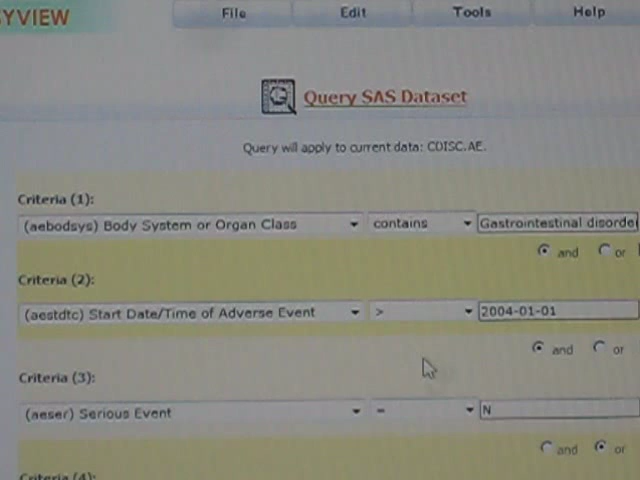 YVIEW File Edit Tools Help
Query SAS Dataset
Query will apply to current data: CDISC.AE.
Criteria (1):
(aebodsys) Body System or Organ Class contains Gastrointestinal disorde
and or
Criteria (2):
(aestdtc) Start Date/Time of Adverse Event > 2004-01-01
and or
Criteria (3):
(aeser) Serious Event = N
and or
Criteria (4):